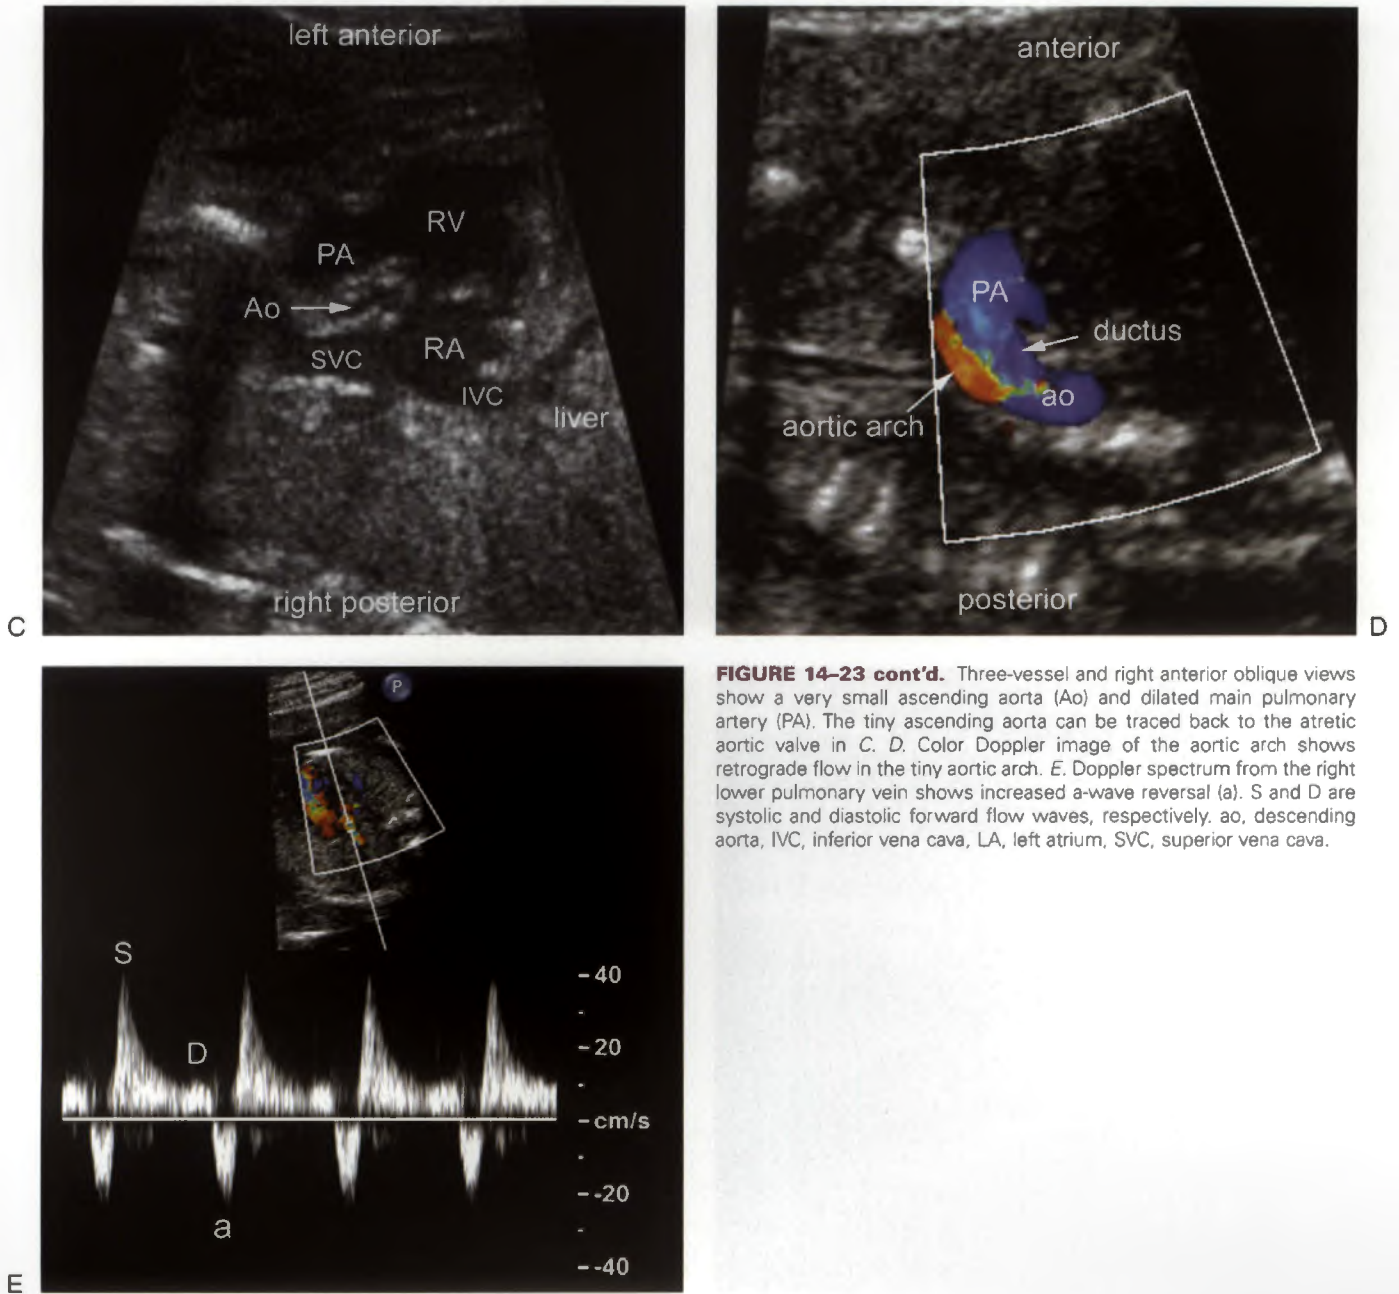 left anterior
RV
PA
Ao
RA
SVC
IVC
liver
right posterior
C
anterior
PA
ductus
ao
aortic arch
posterior
D
P
S
D
a
-40
-20
-cm/s
--20
--40
E
FIGURE 14–23 cont'd. Three-vessel and right anterior oblique views
show a very small ascending aorta (Ao) and dilated main pulmonary
artery (PA). The tiny ascending aorta can be traced back to the atretic
aortic valve in C. D. Color Doppler image of the aortic arch shows
retrograde flow in the tiny aortic arch. E. Doppler spectrum from the right
lower pulmonary vein shows increased a-wave reversal (a). S and D are
systolic and diastolic forward flow waves, respectively. ao, descending
aorta, IVC, inferior vena cava, LA, left atrium, SVC, superior vena cava.